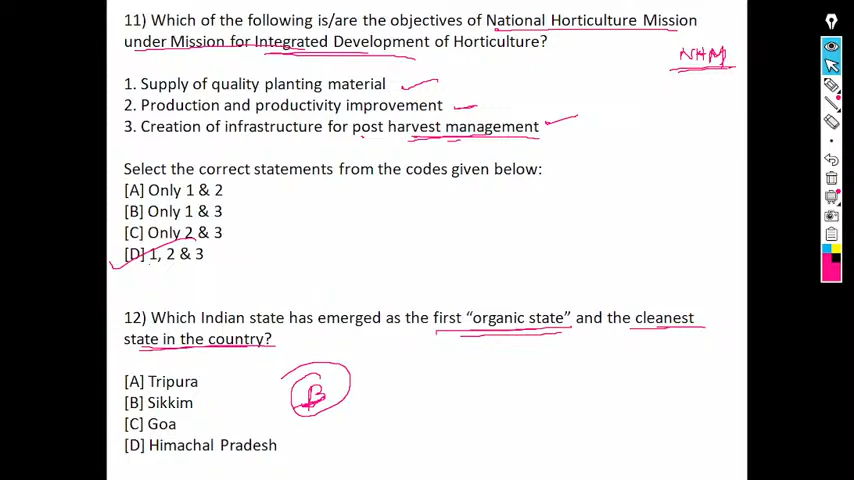 11) Which of the following is/are the objectives of National Horticulture Mission
under Mission for Integrated Development of Horticulture?
NHM
1. Supply of quality planting material
2. Production and productivity improvement
3. Creation of infrastructure for post harvest management
Select the correct statements from the codes given below:
[A] Only 1 & 2
[B] Only 1 & 3
[C] Only 2 & 3
[D] 1, 2 & 3
12) Which Indian state has emerged as the first “organic state” and the cleanest
state in the country?
[A] Tripura
B
[B] Sikkim
[C] Goa
[D] Himachal Pradesh